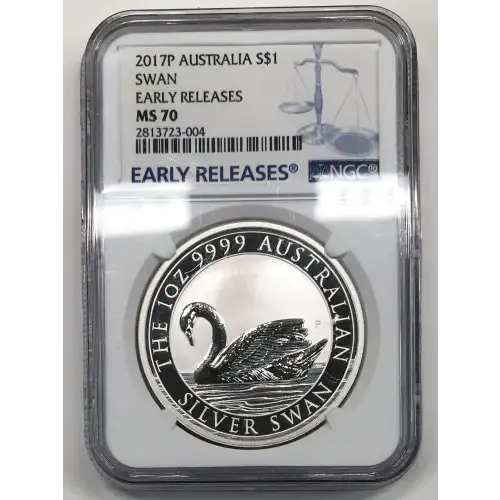 2017P AUSTRALIA S$1
SWAN
EARLY RELEASES
MS 70
2813723-004
EARLY RELEASES®
NGC®
THE 1OZ 9999 AUSTRALIAN
SILVER SWAN
P